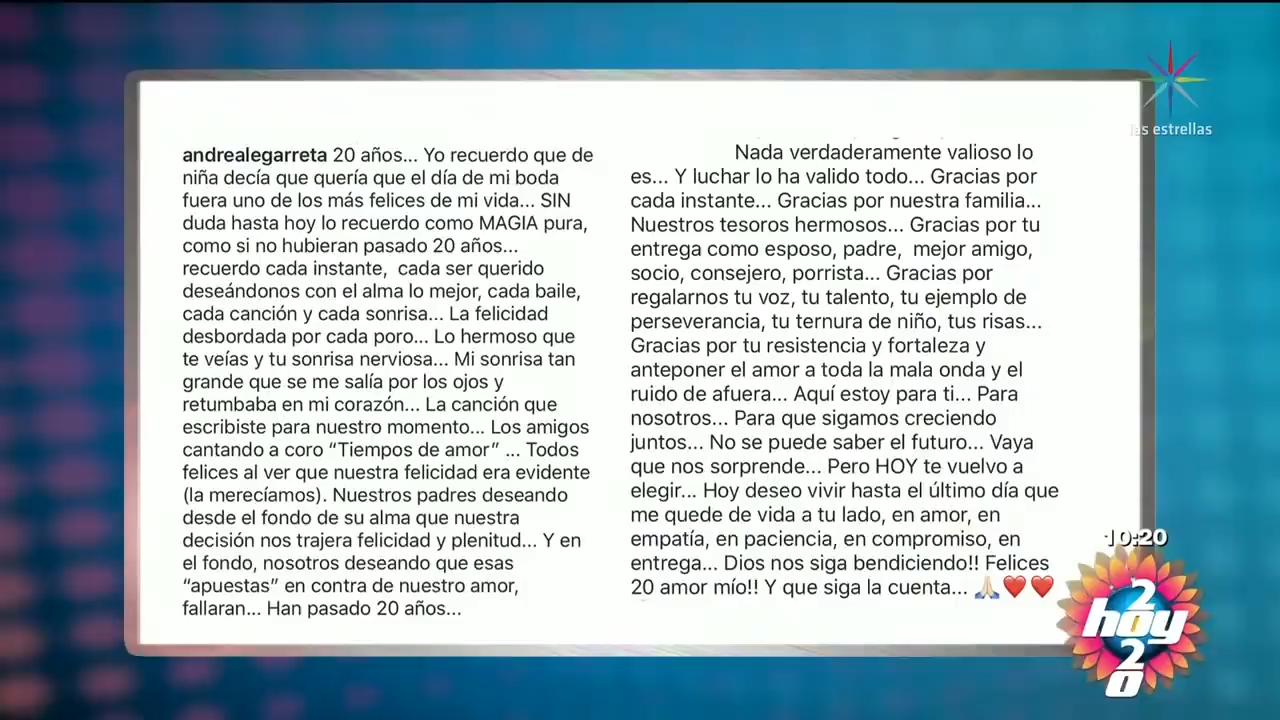 las estrellas
andrealegarreta 20 años... Yo recuerdo que de
niña decía que quería que el día de mi boda
fuera uno de los más felices de mi vida... SIN
duda hasta hoy lo recuerdo como MAGIA pura,
como si no hubieran pasado 20 años...
recuerdo cada instante, cada ser querido
deseándonos con el alma lo mejor, cada baile,
cada canción y cada sonrisa... La felicidad
desbordada por cada poro... Lo hermoso que
te veías y tu sonrisa nerviosa... Mi sonrisa tan
grande que se me salía por los ojos y
retumbaba en mi corazón... La canción que
escribiste para nuestro momento... Los amigos
cantando a coro “Tiempos de amor” ... Todos
felices al ver que nuestra felicidad era evidente
(la merecíamos). Nuestros padres deseando
desde el fondo de su alma que nuestra
decisión nos trajera felicidad y plenitud... Y en
el fondo, nosotros deseando que esas
“apuestas” en contra de nuestro amor,
fallaran... Han pasado 20 años...
Nada verdaderamente valioso lo
es... Y luchar lo ha valido todo... Gracias por
cada instante... Gracias por nuestra familia...
Nuestros tesoros hermosos... Gracias por tu
entrega como esposo, padre, mejor amigo,
socio, consejero, porrista... Gracias por
regalarnos tu voz, tu talento, tu ejemplo de
perseverancia, tu ternura de niño, tus risas...
Gracias por tu resistencia y fortaleza y
anteponer el amor a toda la mala onda y el
ruido de afuera... Aquí estoy para ti... Para
nosotros... Para que sigamos creciendo
juntos... No se puede saber el futuro... Vaya
que nos sorprende... Pero HOY te vuelvo a
elegir... Hoy deseo vivir hasta el último día que
me quede de vida a tu lado, en amor, en
empatía, en paciencia, en compromiso, en
entrega... Dios nos siga bendiciendo!! Felices
20 amor mío!! Y que siga la cuenta... 🙏🏼❤️❤️
10:20
2
hoy
2
0